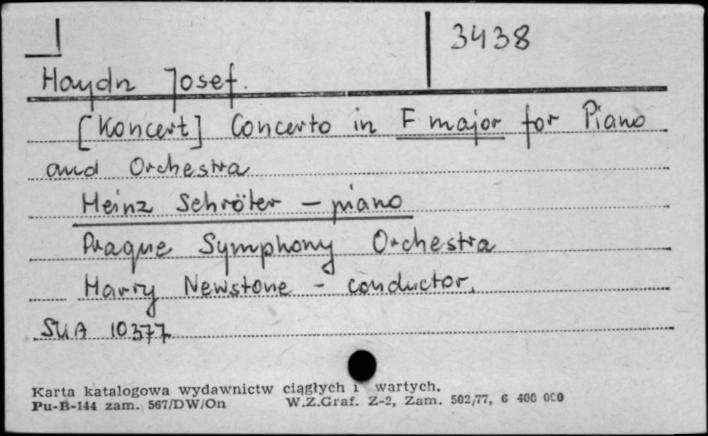 3438
Haydn Josef.
[Koncert] Concerto in F major for Piano
and Orchestra
Heinz Schröter - piano
Prague Symphony Orchestra
Harry Newstone - conductor.
SUA 10377
Karta katalogowa wydawnictw ciągłych i wartych.
Pu-B-144 zam. 567/DW/On W.Z.Graf. Z-2, Zam. 502/77, 6 400 000